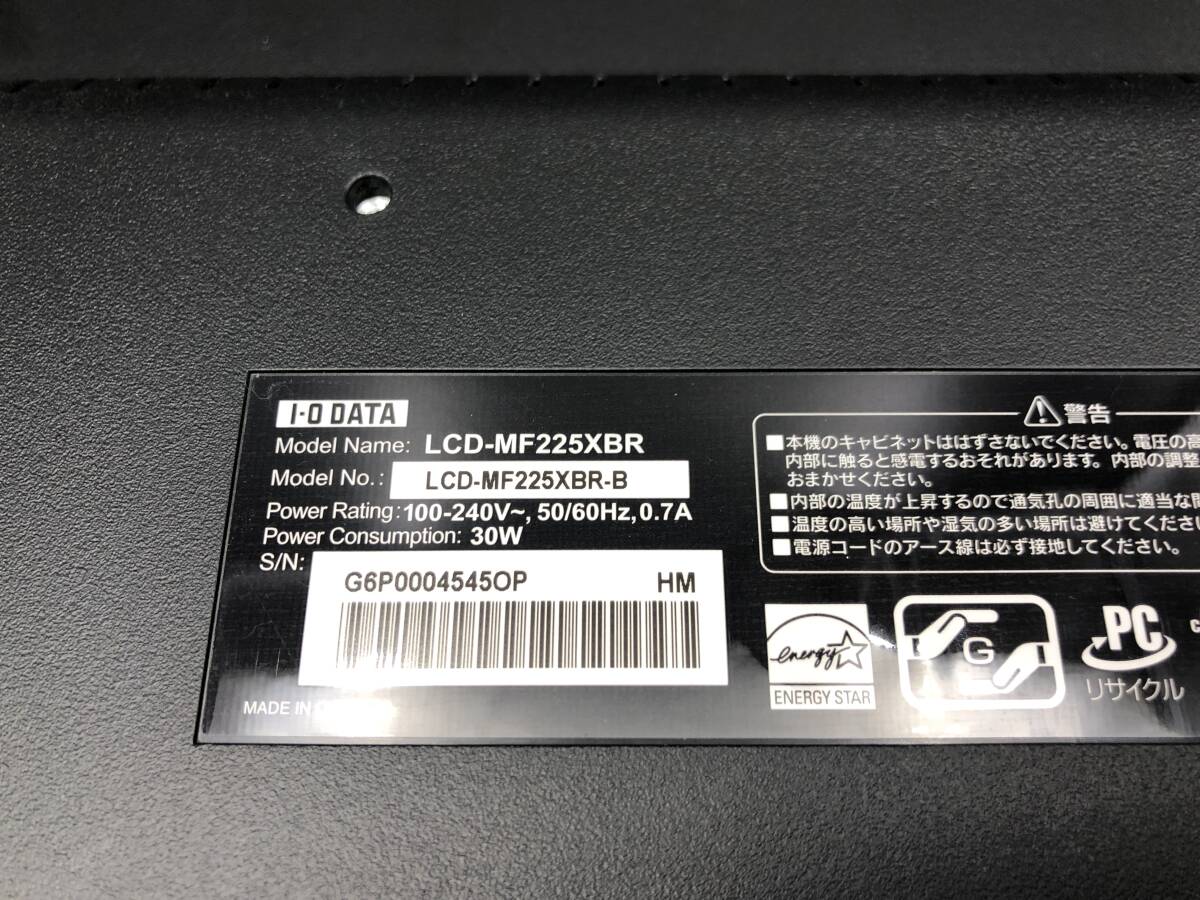 I-O DATA
Model Name: LCD-MF225XBR
Model No.: LCD-MF225XBR-B
Power Rating: 100-240V~, 50/60Hz, 0.7A
Power Consumption: 30W
S/N:
G6P0004545OP HM
MADE IN
警告
■本機のキャビネットははずさないでください。電圧の高
内部に触ると感電するおそれがあります。内部の調整
おまかせください。
■内部の温度が上昇するので通気孔の周囲に適当な間
■温度の高い場所や湿気の多い場所は避けてくださ
■電源コードのアース線は必ず接地してください。
energy
ENERGY STAR
G
PC
リサイクル